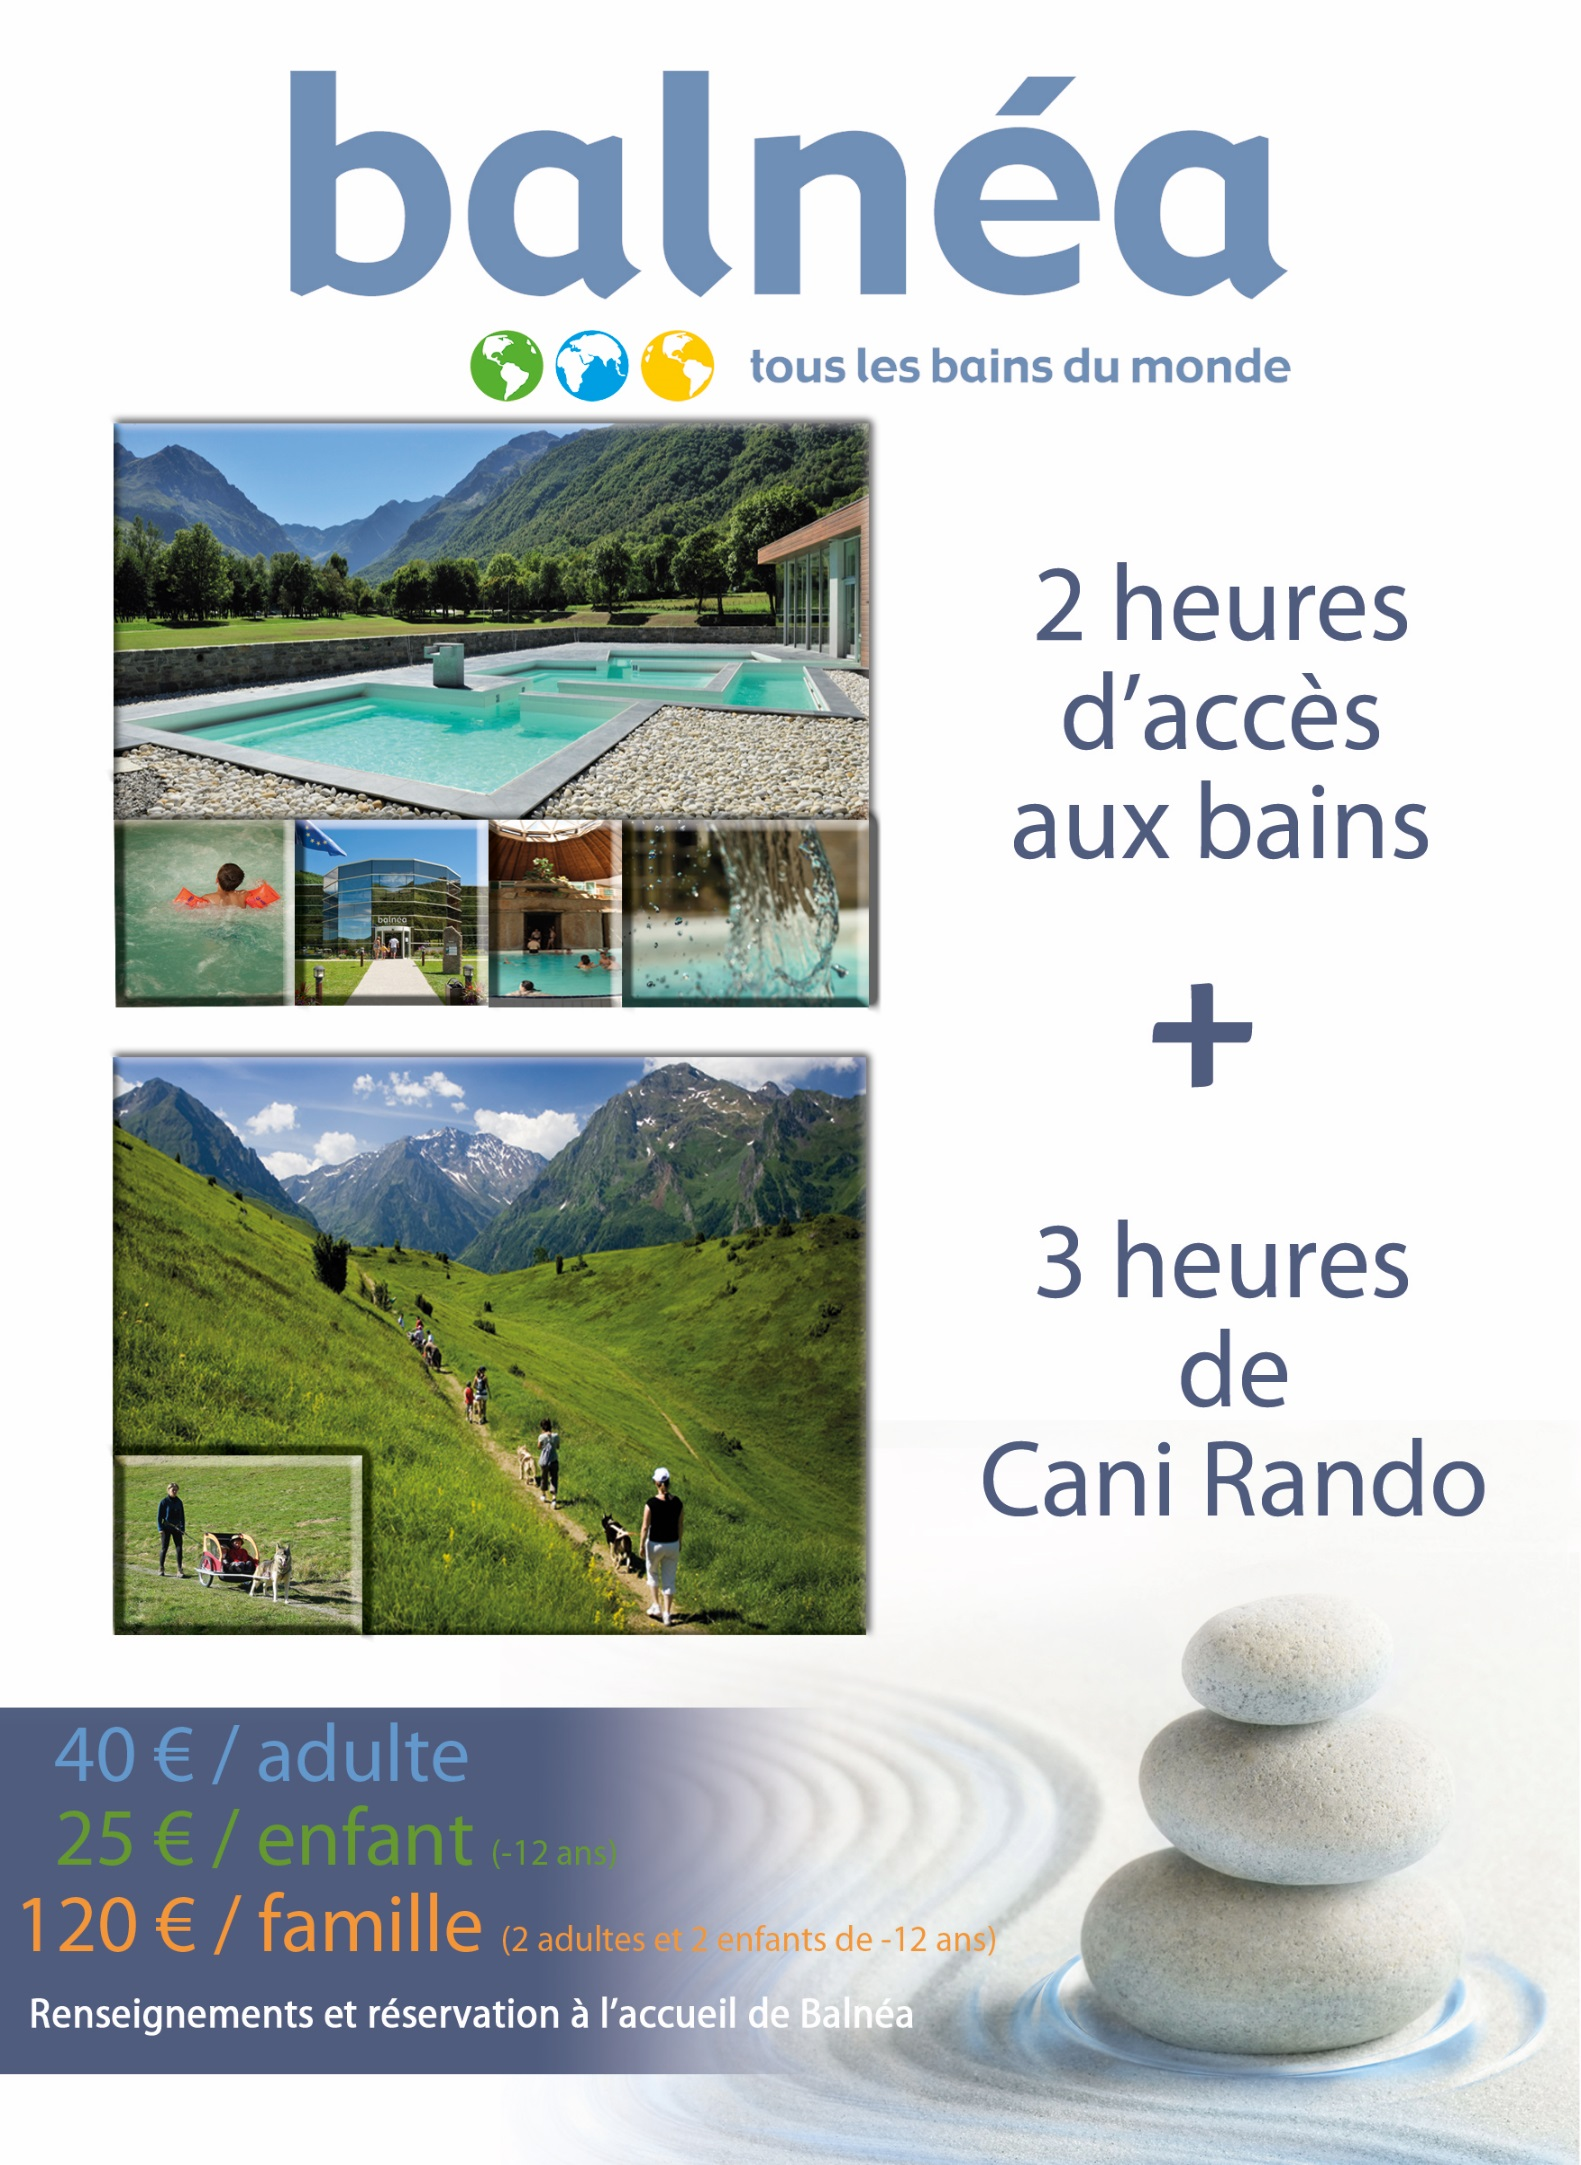 balnéa
tous les bains du monde
balnéa
2 heures
d’accès
aux bains
+
3 heures
de
Cani Rando
40 € / adulte
25 € / enfant (-12 ans)
120 € / famille (2 adultes et 2 enfants de -12 ans)
Renseignements et réservation à l’accueil de Balnéa